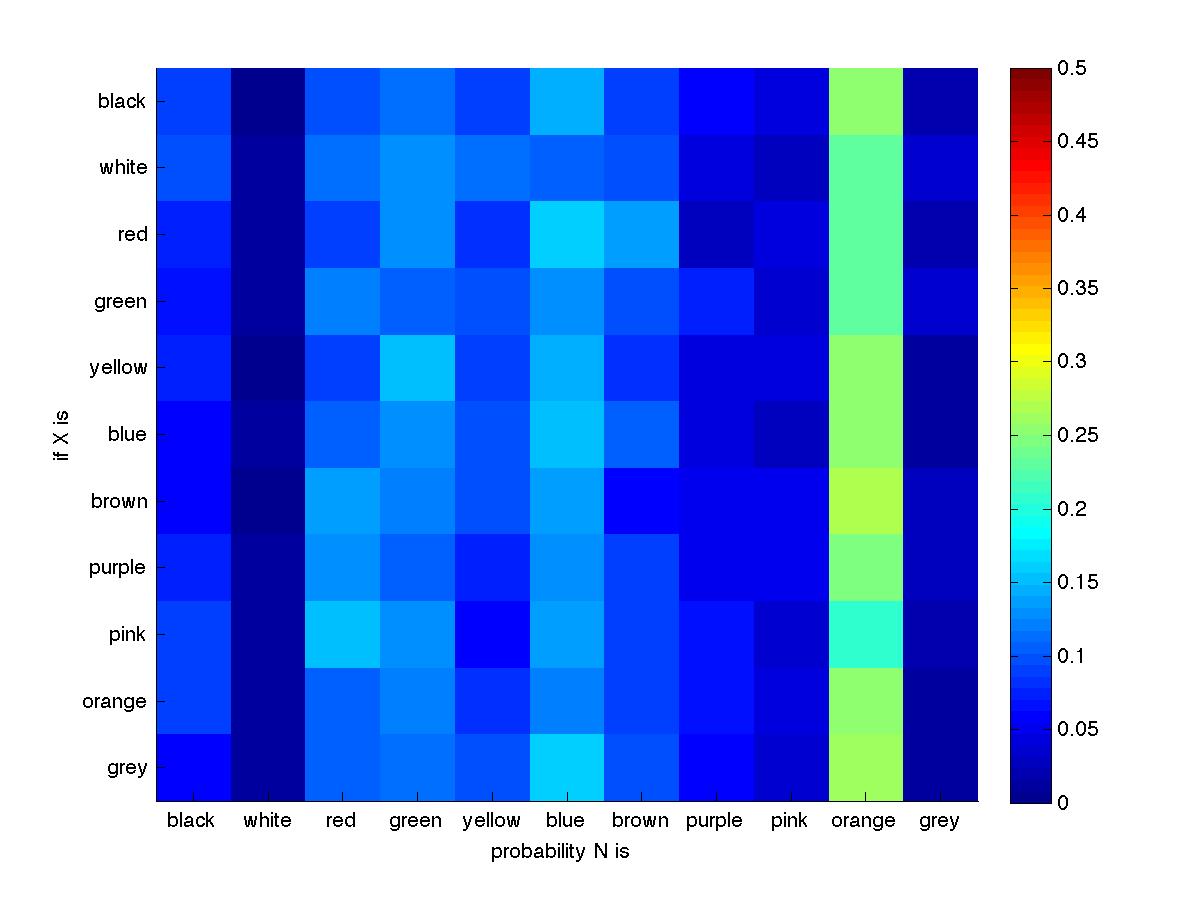 black
white
red
green
yellow
blue
brown
purple
pink
orange
grey
if X is
black white red green yellow blue brown purple pink orange grey
probability N is
0.5
0.45
0.4
0.35
0.3
0.25
0.2
0.15
0.1
0.05
0